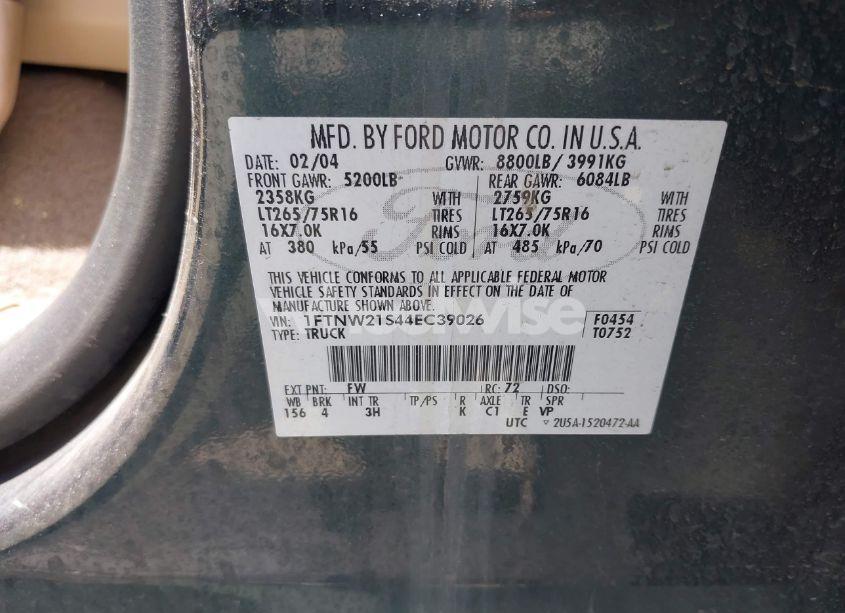 MFD. BY FORD MOTOR CO. IN U.S.A.
DATE: 02/04 GVWR: 8800LB/ 3991KG
FRONT GAWR: 5200LB REAR GAWR: 6084LB
2358KG WITH 2759KG WITH
LT265/75R16 TIRES LT265/75R16 TIRES
16X7.0K RIMS 16X7.0K RIMS
AT 380 kPa/55 PSI COLD AT 485 kPa/70 PSI COLD
THIS VEHICLE CONFORMS TO ALL APPLICABLE FEDERAL MOTOR
VEHICLE SAFETY STANDARDS IN EFFECT ON THE DATE OF
MANUFACTURE SHOWN ABOVE.
VIN: 1FTNW21S44EC39026 F0454
TYPE: TRUCK T0752
EXT PNT: FW RC: 72 DSO:
WB BRK INT TR TP/PS R AXLE TR SPR
156 4 3H K C1 E VP
UTC ▽ 2U5A-1520472-AA
Ford